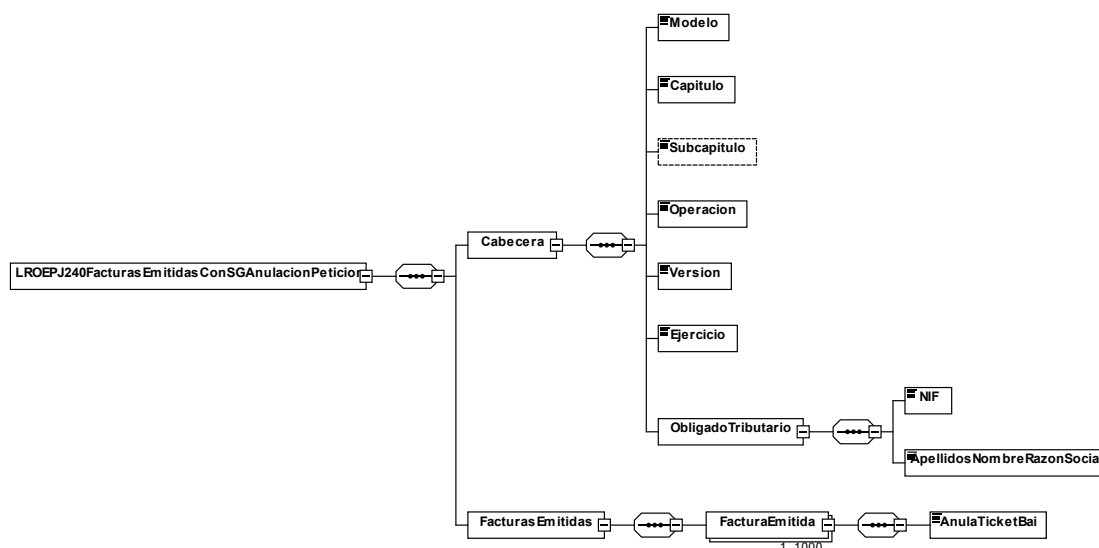 Modelo
Capitulo
Subcapitulo
Operacion
Cabecera
Version
LROEPJ240FacturasEmitidasConSGAnulacionPeticion
Ejercicio
NIF
ObligadoTributario
ApellidosNombreRazonSocial
FacturasEmitidas
FacturaEmitida
AnulaTicketBai
1..1000